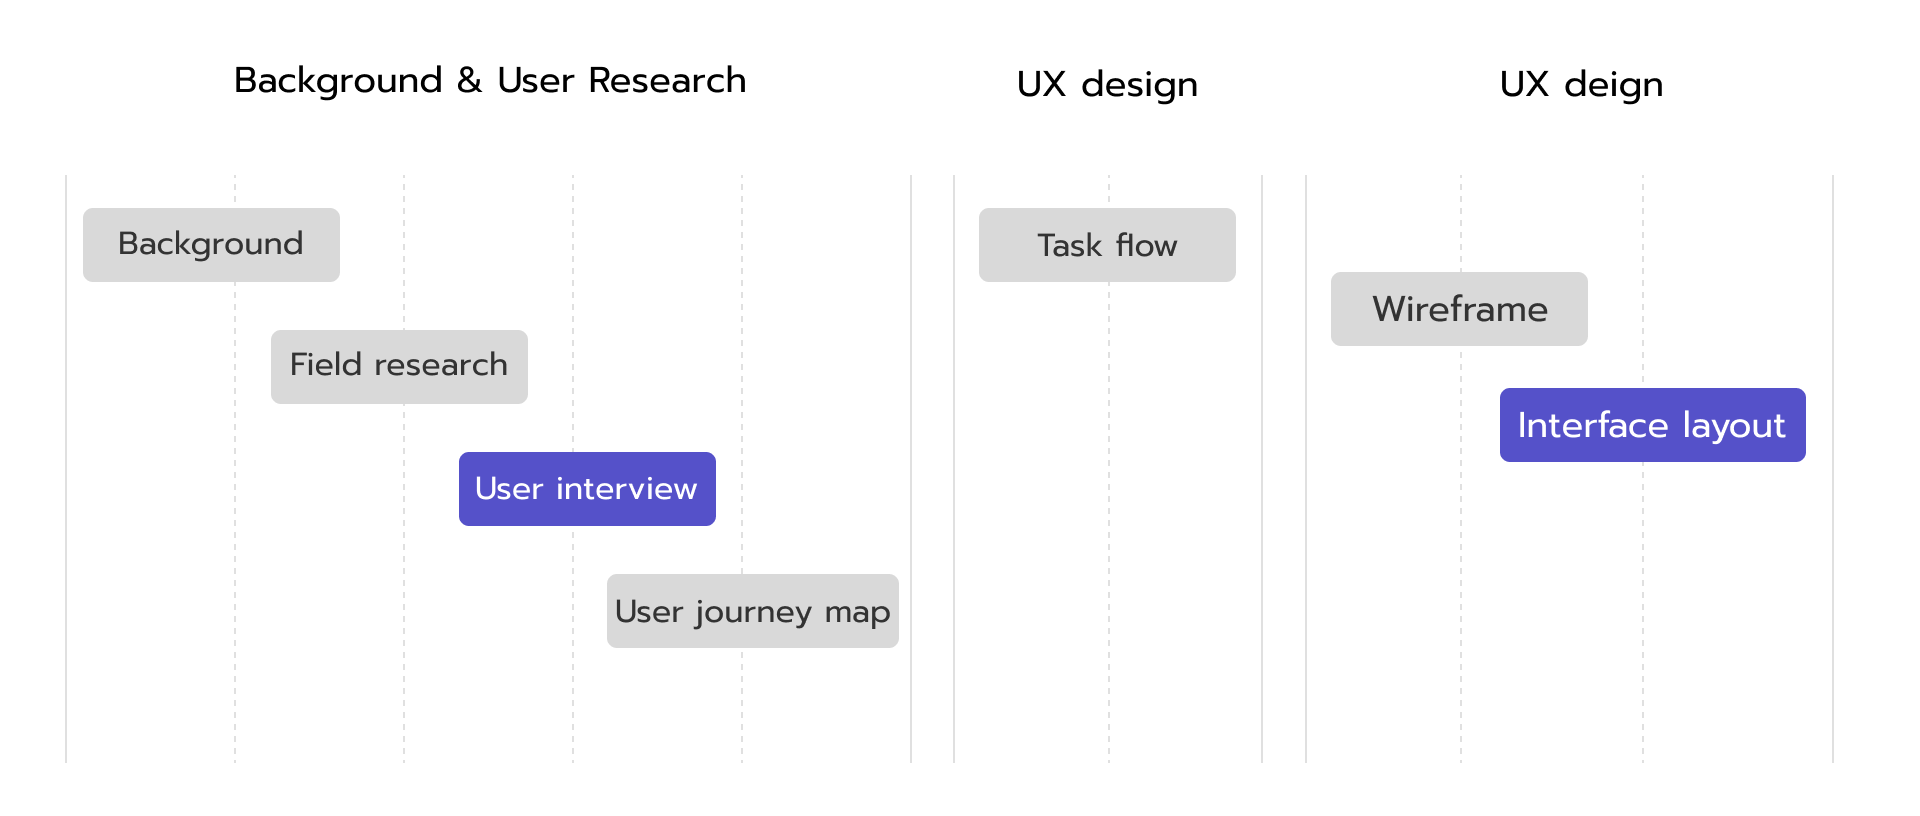 Background & User Research
UX design
UX deign
Background
Task flow
Wireframe
Field research
Interface layout
User interview
User journey map